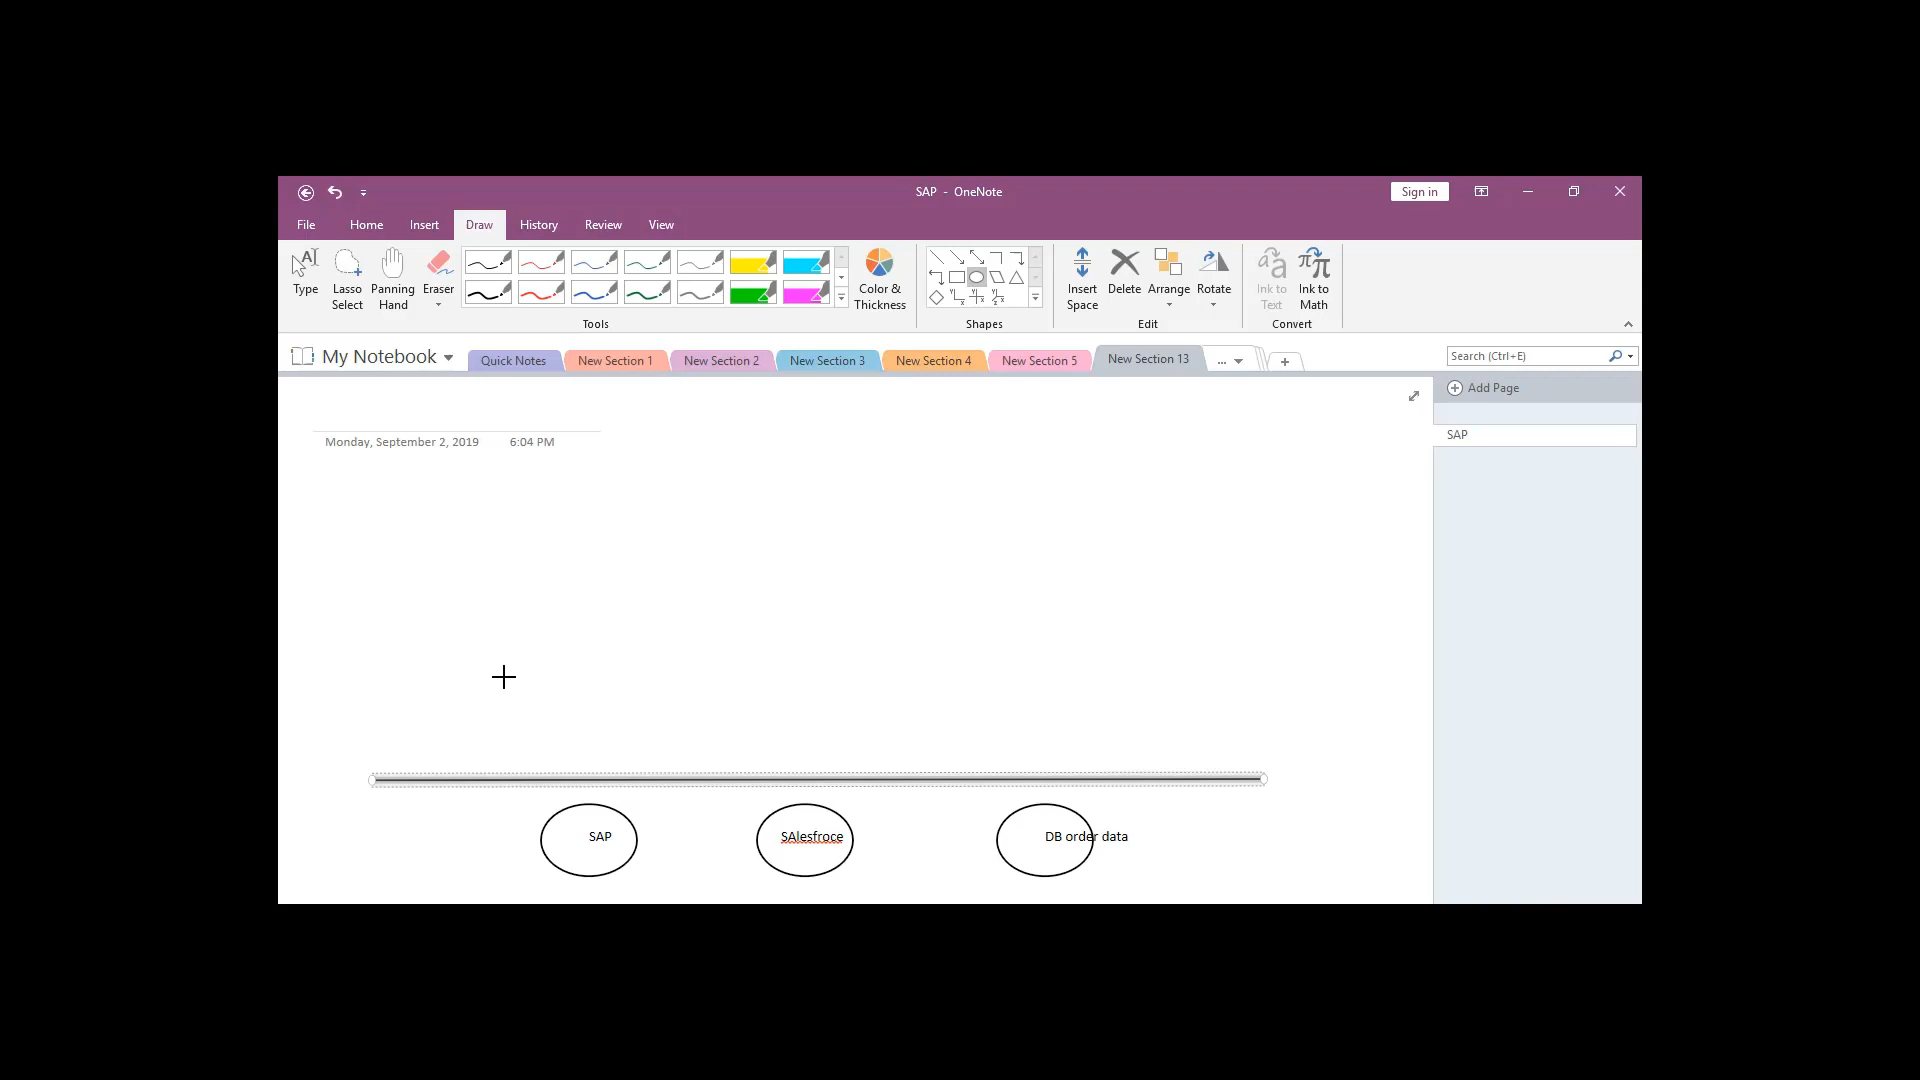 SAP - OneNote
Sign in
File Home Insert Draw History Review View
Type
Lasso Select
Panning Hand
Eraser
Color & Thickness
Insert Space
Delete
Arrange
Rotate
Ink to Text
Ink to Math
Tools
Shapes
Edit
Convert
My Notebook
Quick Notes
New Section 1
New Section 2
New Section 3
New Section 4
New Section 5
New Section 13
...
Search (Ctrl+E)
Add Page
SAP
Monday, September 2, 2019 6:04 PM
SAP
SAlesfroce
DB order data